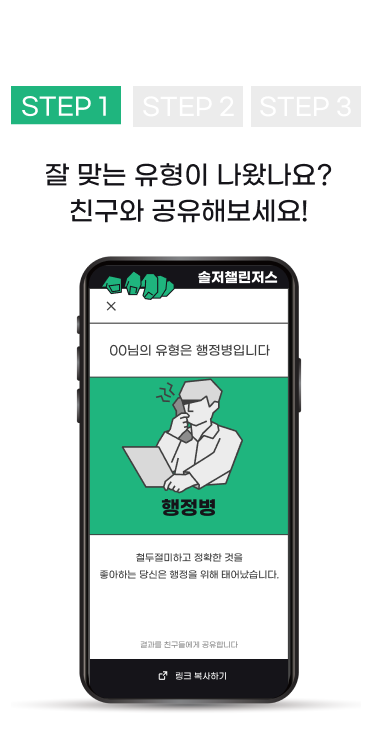 STEP 1
STEP 2
STEP 3
잘 맞는 유형이 나왔나요?
친구와 공유해보세요!
솔저챌린저스
OO님의 유형은 행정병입니다
행정병
철두절미하고 정확한 것을
좋아하는 당신은 행정을 위해 태어났습니다.
결과를 친구들에게 공유합니다
링크 복사하기